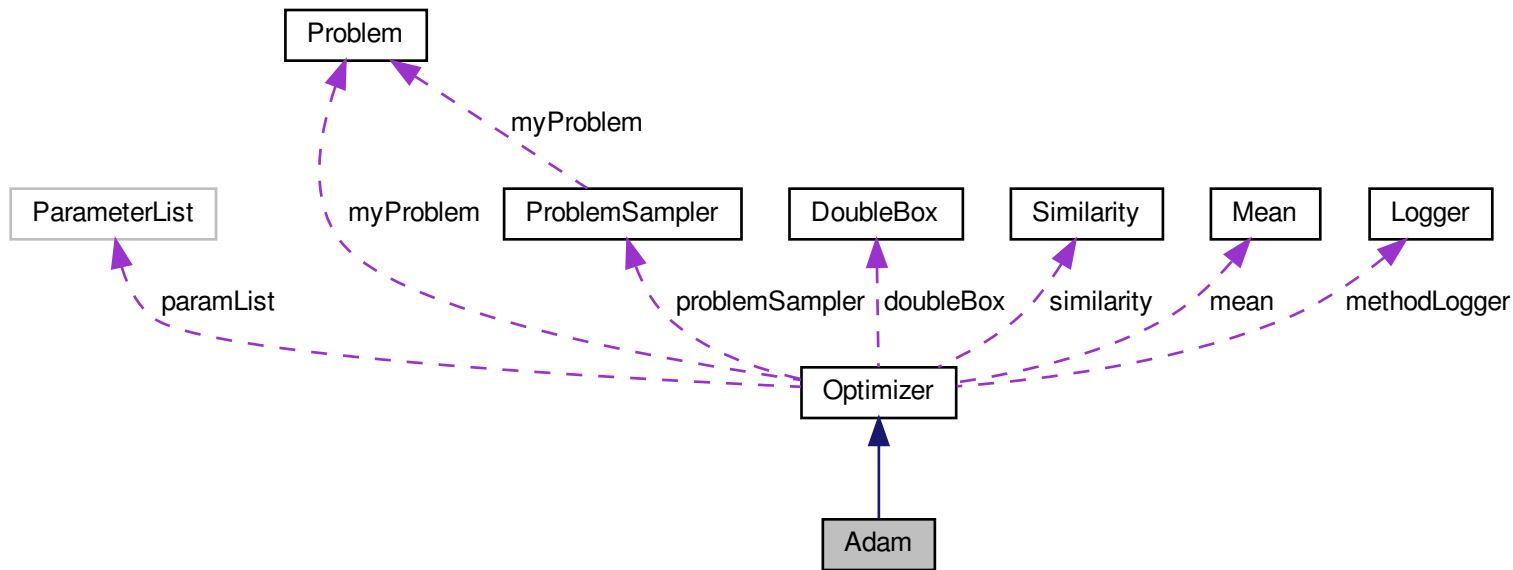 Problem
myProblem
ParameterList
myProblem
ProblemSampler
DoubleBox
Similarity
Mean
Logger
paramList
problemSampler
doubleBox
similarity
mean
methodLogger
Optimizer
Adam